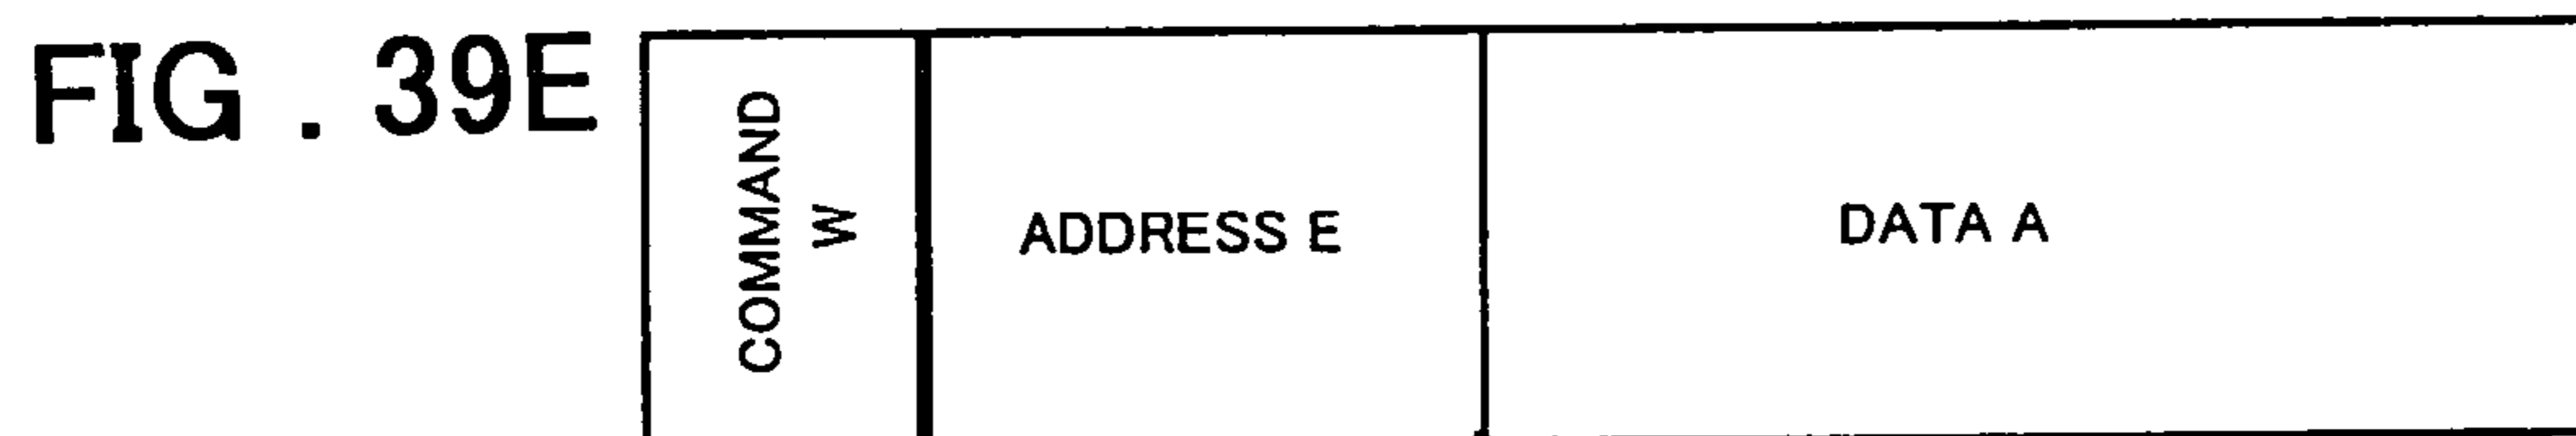 FIG . 39E
COMMAND
W
ADDRESS E
DATA A